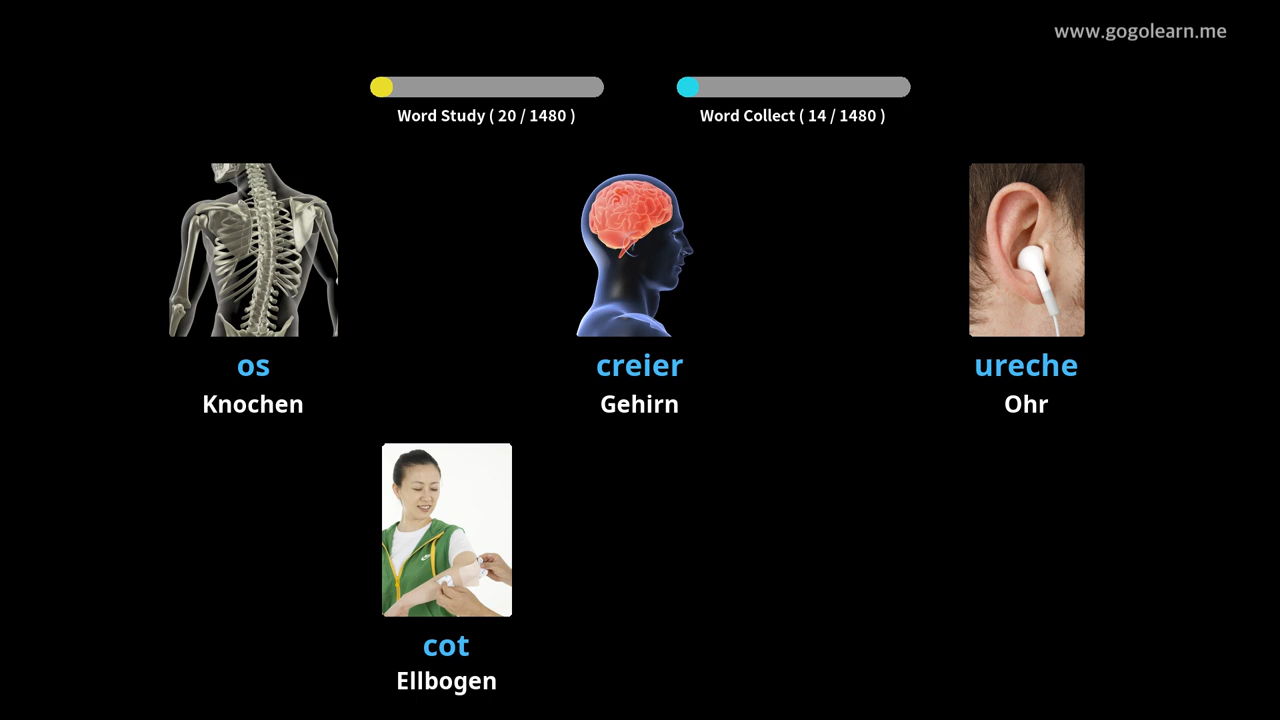 www.gogolearn.me
Word Study ( 20 / 1480 )
Word Collect ( 14 / 1480 )
os
Knochen
creier
Gehirn
ureche
Ohr
cot
Ellbogen